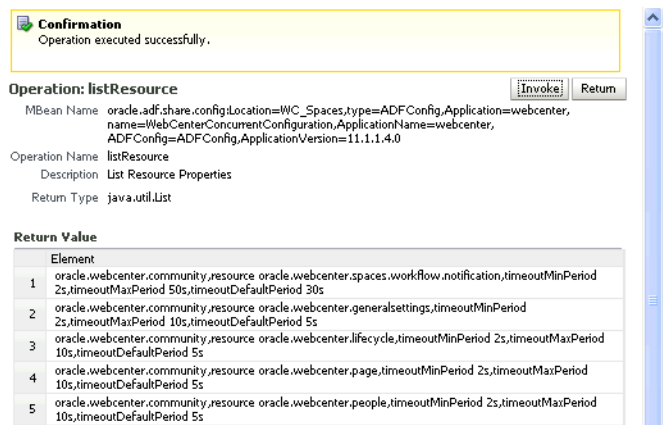 Confirmation
Operation executed successfully.
Operation: listResource
Invoke Return
MBean Name oracle.adf.share.config:Location=WC_Spaces,type=ADFConfig,Application=webcenter,
name=WebCenterConcurrentConfiguration,ApplicationName=webcenter,
ADFConfig=ADFConfig,ApplicationVersion=11.1.1.4.0
Operation Name listResource
Description List Resource Properties
Return Type java.util.List
Return Value
Element
1 oracle.webcenter.community,resource oracle.webcenter.spaces.workflow.notification,timeoutMinPeriod
2s,timeoutMaxPeriod 50s,timeoutDefaultPeriod 30s
2 oracle.webcenter.community,resource oracle.webcenter.generalsettings,timeoutMinPeriod
2s,timeoutMaxPeriod 10s,timeoutDefaultPeriod 5s
3 oracle.webcenter.community,resource oracle.webcenter.lifecycle,timeoutMinPeriod 2s,timeoutMaxPeriod
10s,timeoutDefaultPeriod 5s
4 oracle.webcenter.community,resource oracle.webcenter.page,timeoutMinPeriod 2s,timeoutMaxPeriod
10s,timeoutDefaultPeriod 5s
5 oracle.webcenter.community,resource oracle.webcenter.people,timeoutMinPeriod 2s,timeoutMaxPeriod
10s,timeoutDefaultPeriod 5s